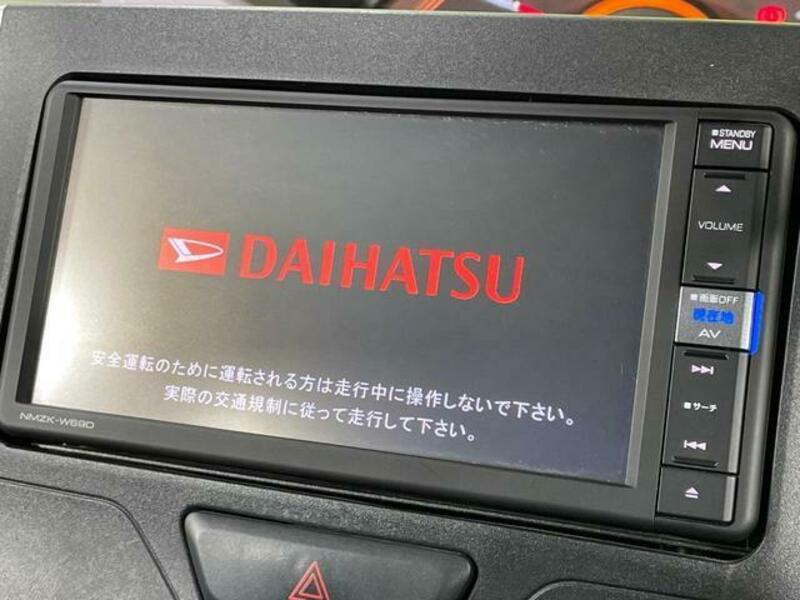 STANDBY
MENU
VOLUME
画面OFF
現在地
AV
サーチ
DAIHATSU
安全運転のために運転される方は走行中に操作しないで下さい。
実際の交通規制に従って走行して下さい。
NMZK-W69D